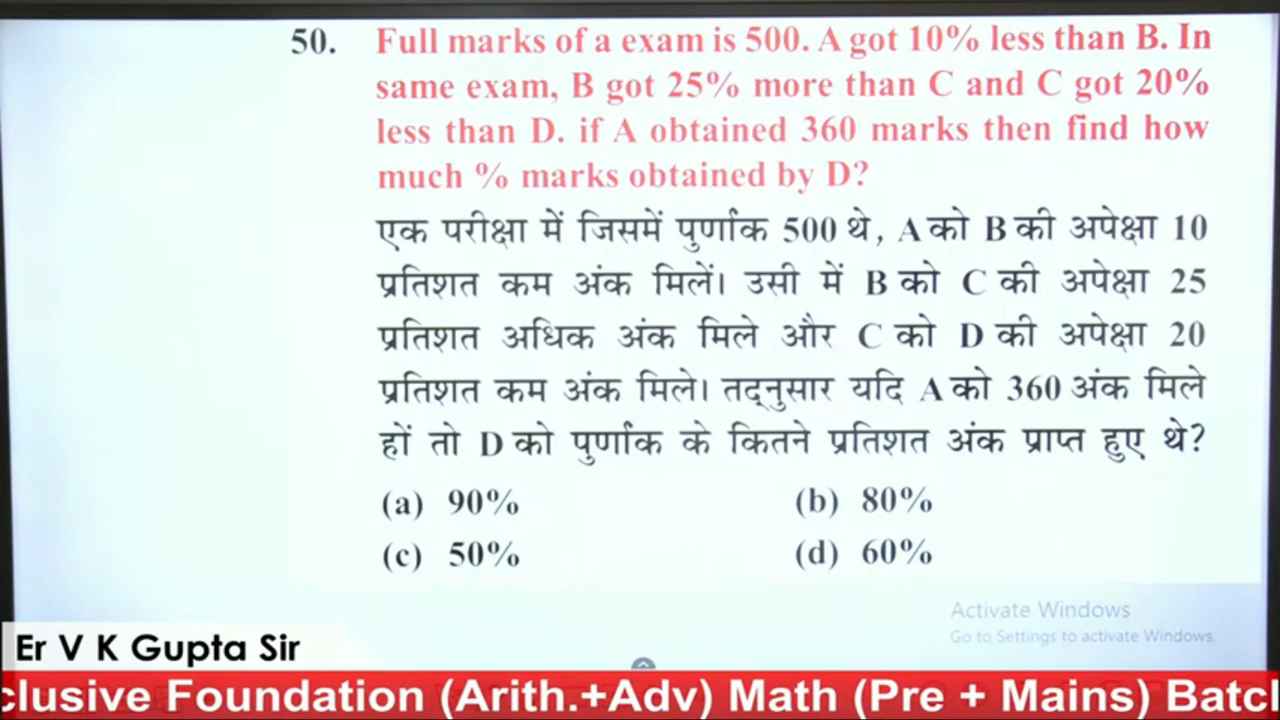 50. Full marks of a exam is 500. A got 10% less than B. In
same exam, B got 25% more than C and C got 20%
less than D. if A obtained 360 marks then find how
much % marks obtained by D?
एक परीक्षा में जिसमें पुर्णांक 500 थे, A को B की अपेक्षा 10
प्रतिशत कम अंक मिलें। उसी में B को C की अपेक्षा 25
प्रतिशत अधिक अंक मिले और C को D की अपेक्षा 20
प्रतिशत कम अंक मिले। तद्नुसार यदि A को 360 अंक मिले
हों तो D को पुर्णांक के कितने प्रतिशत अंक प्राप्त हुए थे?
(a) 90% (b) 80%
(c) 50% (d) 60%
Activate Windows
Go to Settings to activate Windows.
Er V K Gupta Sir
clusive Foundation (Arith.+Adv) Math (Pre + Mains) Batc